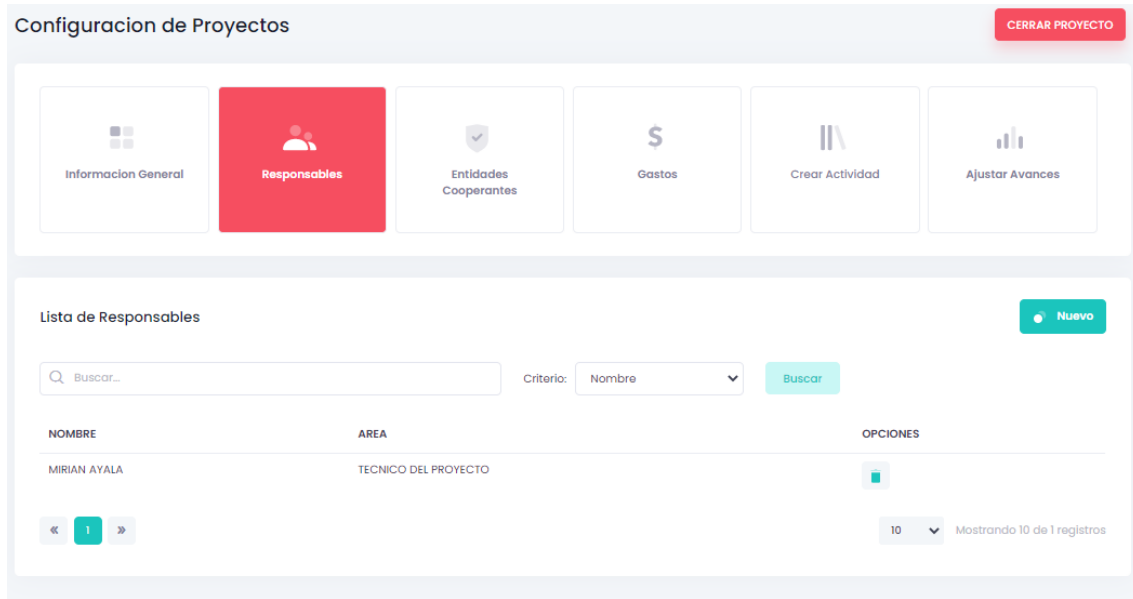 Configuracion de Proyectos
CERRAR PROYECTO
Informacion General
Responsables
Entidades
Cooperantes
Gastos
Crear Actividad
Ajustar Avances
Lista de Responsables
Nuevo
Buscar...
Criterio:
Nombre
Buscar
NOMBRE AREA OPCIONES
MIRIAN AYALA TECNICO DEL PROYECTO
« 1 »
10 Mostrando 10 de 1 registros